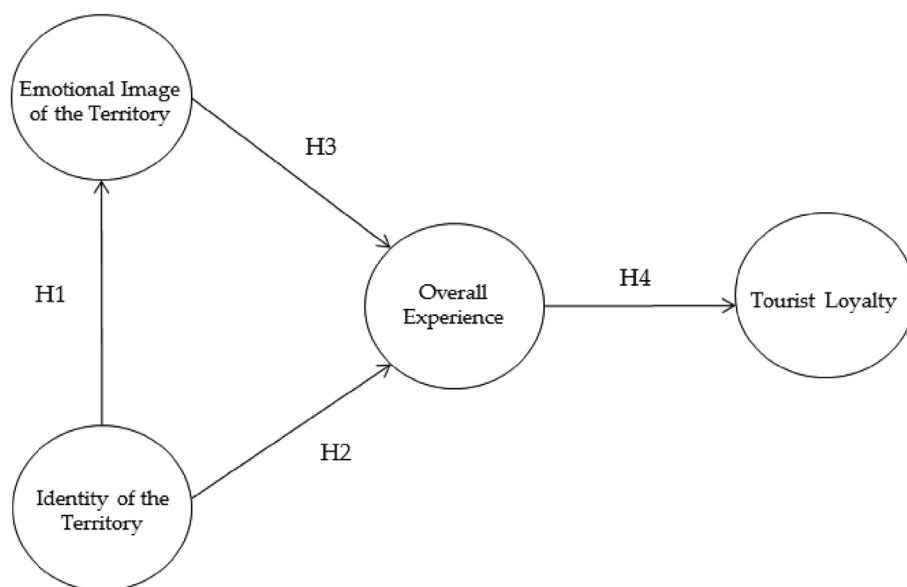 Emotional Image
of the Territory
H3
H1
Overall
Experience
H4
Tourist Loyalty
H2
Identity of the
Territory